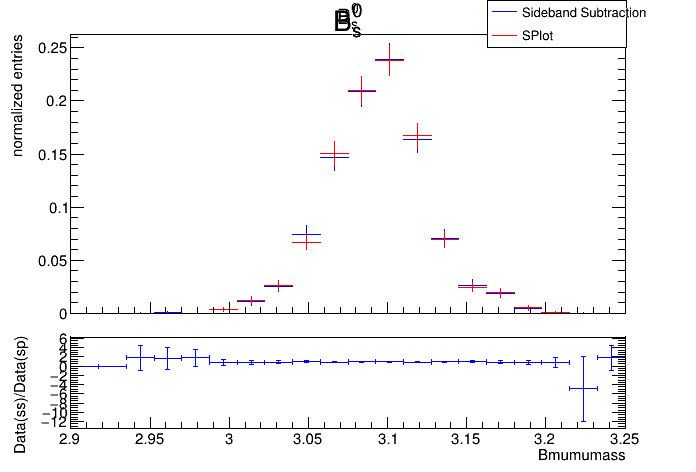 B⁰ₛ
Sideband Subtraction
SPlot
normalized entries
0.25
0.2
0.15
0.1
0.05
0
Data(ss)/Data(sp)
6
4
2
0
−2
−4
−6
−8
−10
−12
2.9 2.95 3 3.05 3.1 3.15 3.2 3.25
Bmumumass